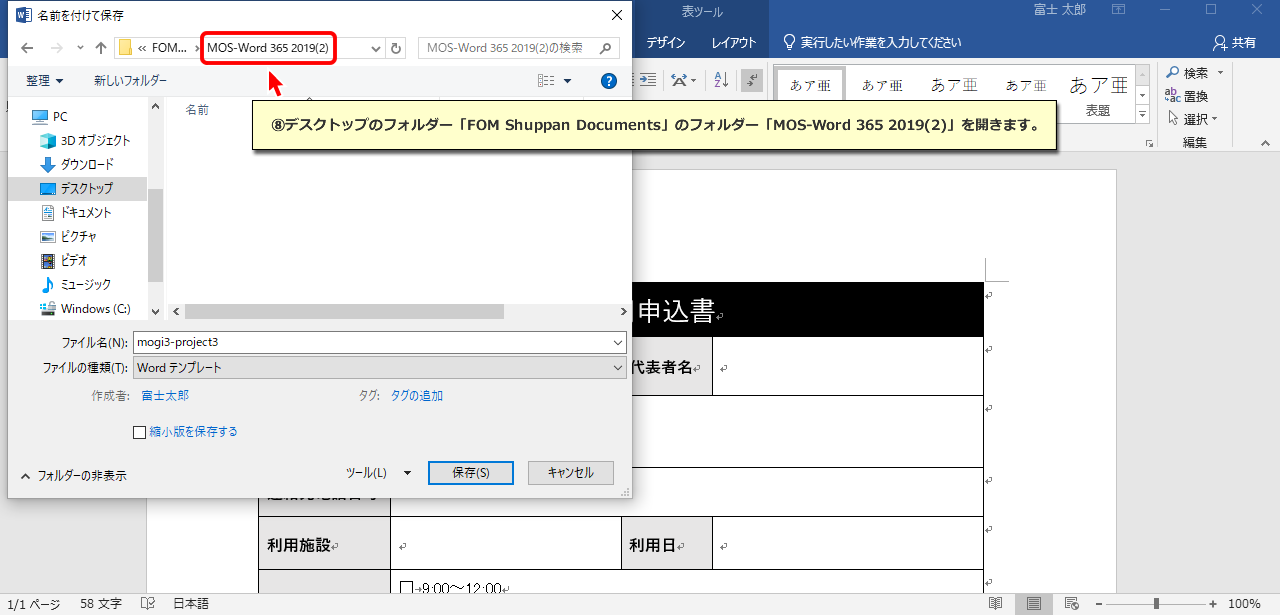 名前を付けて保存
« FOM... › MOS-Word 365 2019(2)
MOS-Word 365 2019(2)の検索
整理
新しいフォルダー
名前
PC
3D オブジェクト
ダウンロード
デスクトップ
ドキュメント
ピクチャ
ビデオ
ミュージック
Windows (C:)
ファイル名(N): mogi3-project3
ファイルの種類(T): Word テンプレート
作成者: 富士太郎
タグ: タグの追加
縮小版を保存する
フォルダーの非表示
ツール(L)
保存(S)
キャンセル
表ツール
富士 太郎
デザイン
レイアウト
実行したい作業を入力してください
共有
あア亜
あア亜
あア亜
あア亜
あア亜
表題
検索
置換
選択
編集
⑧デスクトップのフォルダー「FOM Shuppan Documents」のフォルダー「MOS-Word 365 2019(2)」を開きます。
申込書
代表者名
利用施設
利用日
□→9:00～12:00
1/1 ページ
58 文字
日本語
100%